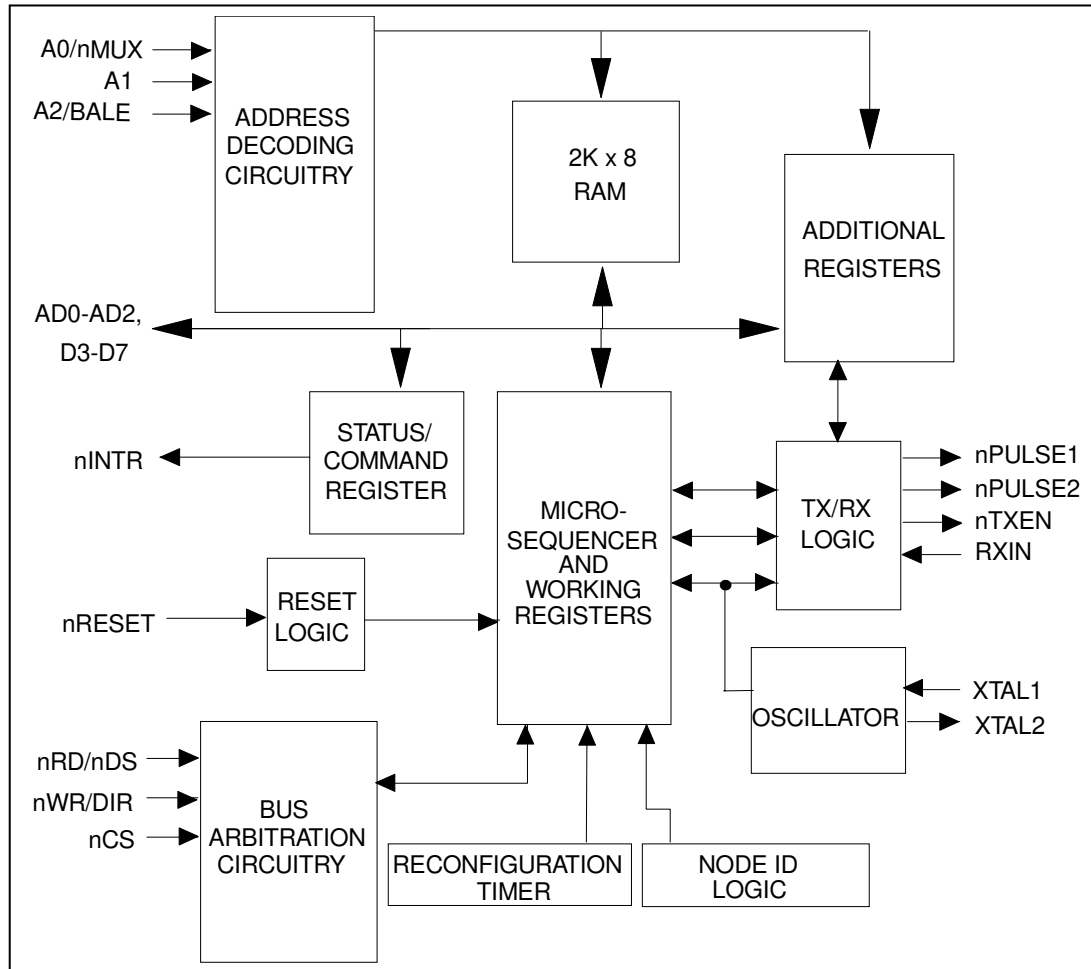 A0/nMUX
A1
A2/BALE
ADDRESS
DECODING
CIRCUITRY
2K x 8
RAM
ADDITIONAL
REGISTERS
AD0-AD2,
D3-D7
nINTR
STATUS/
COMMAND
REGISTER
MICRO-
SEQUENCER
AND
WORKING
REGISTERS
TX/RX
LOGIC
nPULSE1
nPULSE2
nTXEN
RXIN
nRESET
RESET
LOGIC
OSCILLATOR
XTAL1
XTAL2
nRD/nDS
nWR/DIR
nCS
BUS
ARBITRATION
CIRCUITRY
RECONFIGURATION
TIMER
NODE ID
LOGIC